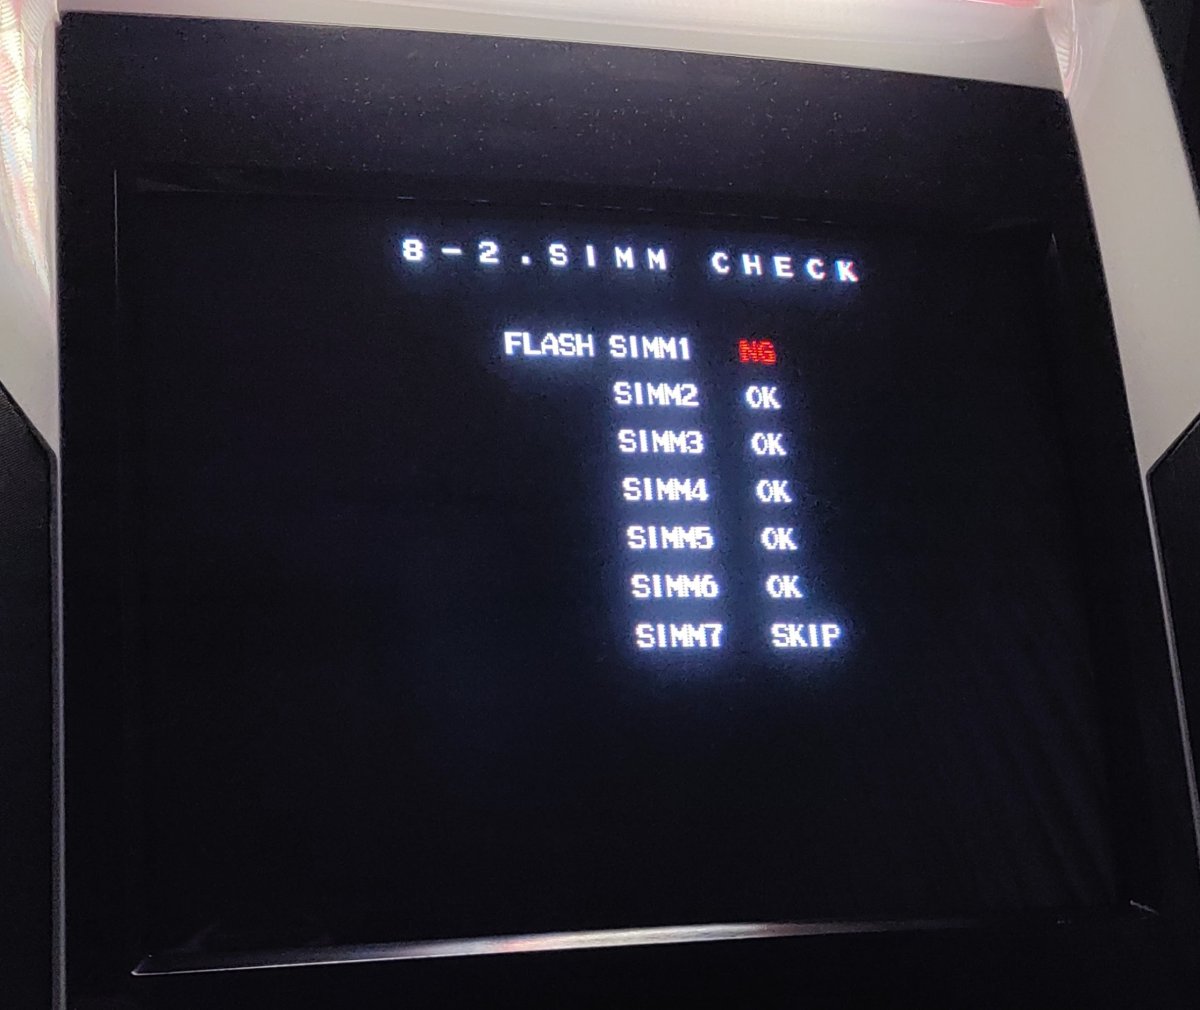 8-2.SIMM CHECK
FLASH SIMM1 NG
SIMM2 OK
SIMM3 OK
SIMM4 OK
SIMM5 OK
SIMM6 OK
SIMM7 SKIP